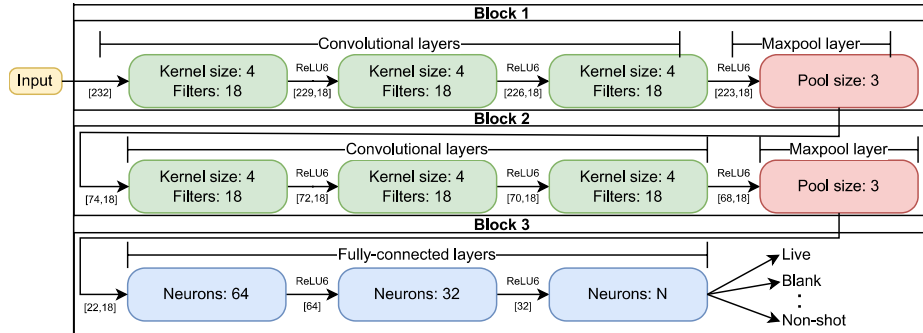 Block 1
Convolutional layers
Maxpool layer
Input
[232]
Kernel size: 4
Filters: 18
ReLU6
[229,18]
Kernel size: 4
Filters: 18
ReLU6
[226,18]
Kernel size: 4
Filters: 18
ReLU6
[223,18]
Pool size: 3
Block 2
Convolutional layers
Maxpool layer
[74,18]
Kernel size: 4
Filters: 18
ReLU6
[72,18]
Kernel size: 4
Filters: 18
ReLU6
[70,18]
Kernel size: 4
Filters: 18
ReLU6
[68,18]
Pool size: 3
Block 3
Fully-connected layers
[22,18]
Neurons: 64
ReLU6
[64]
Neurons: 32
ReLU6
[32]
Neurons: N
Live
Blank
⋮
Non-shot